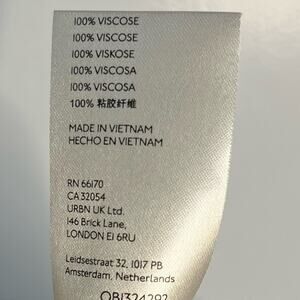 100% VISCOSE
100% VISCOSE
100% VISKOSE
100% VISCOSA
100% VISCOSA
100% 粘胶纤维
MADE IN VIETNAM
HECHO EN VIETNAM
RN 66170
CA 32054
URBN UK Ltd.
146 Brick Lane,
LONDON E1 6RU
Leidsestraat 32, 1017 PB
Amsterdam, Netherlands